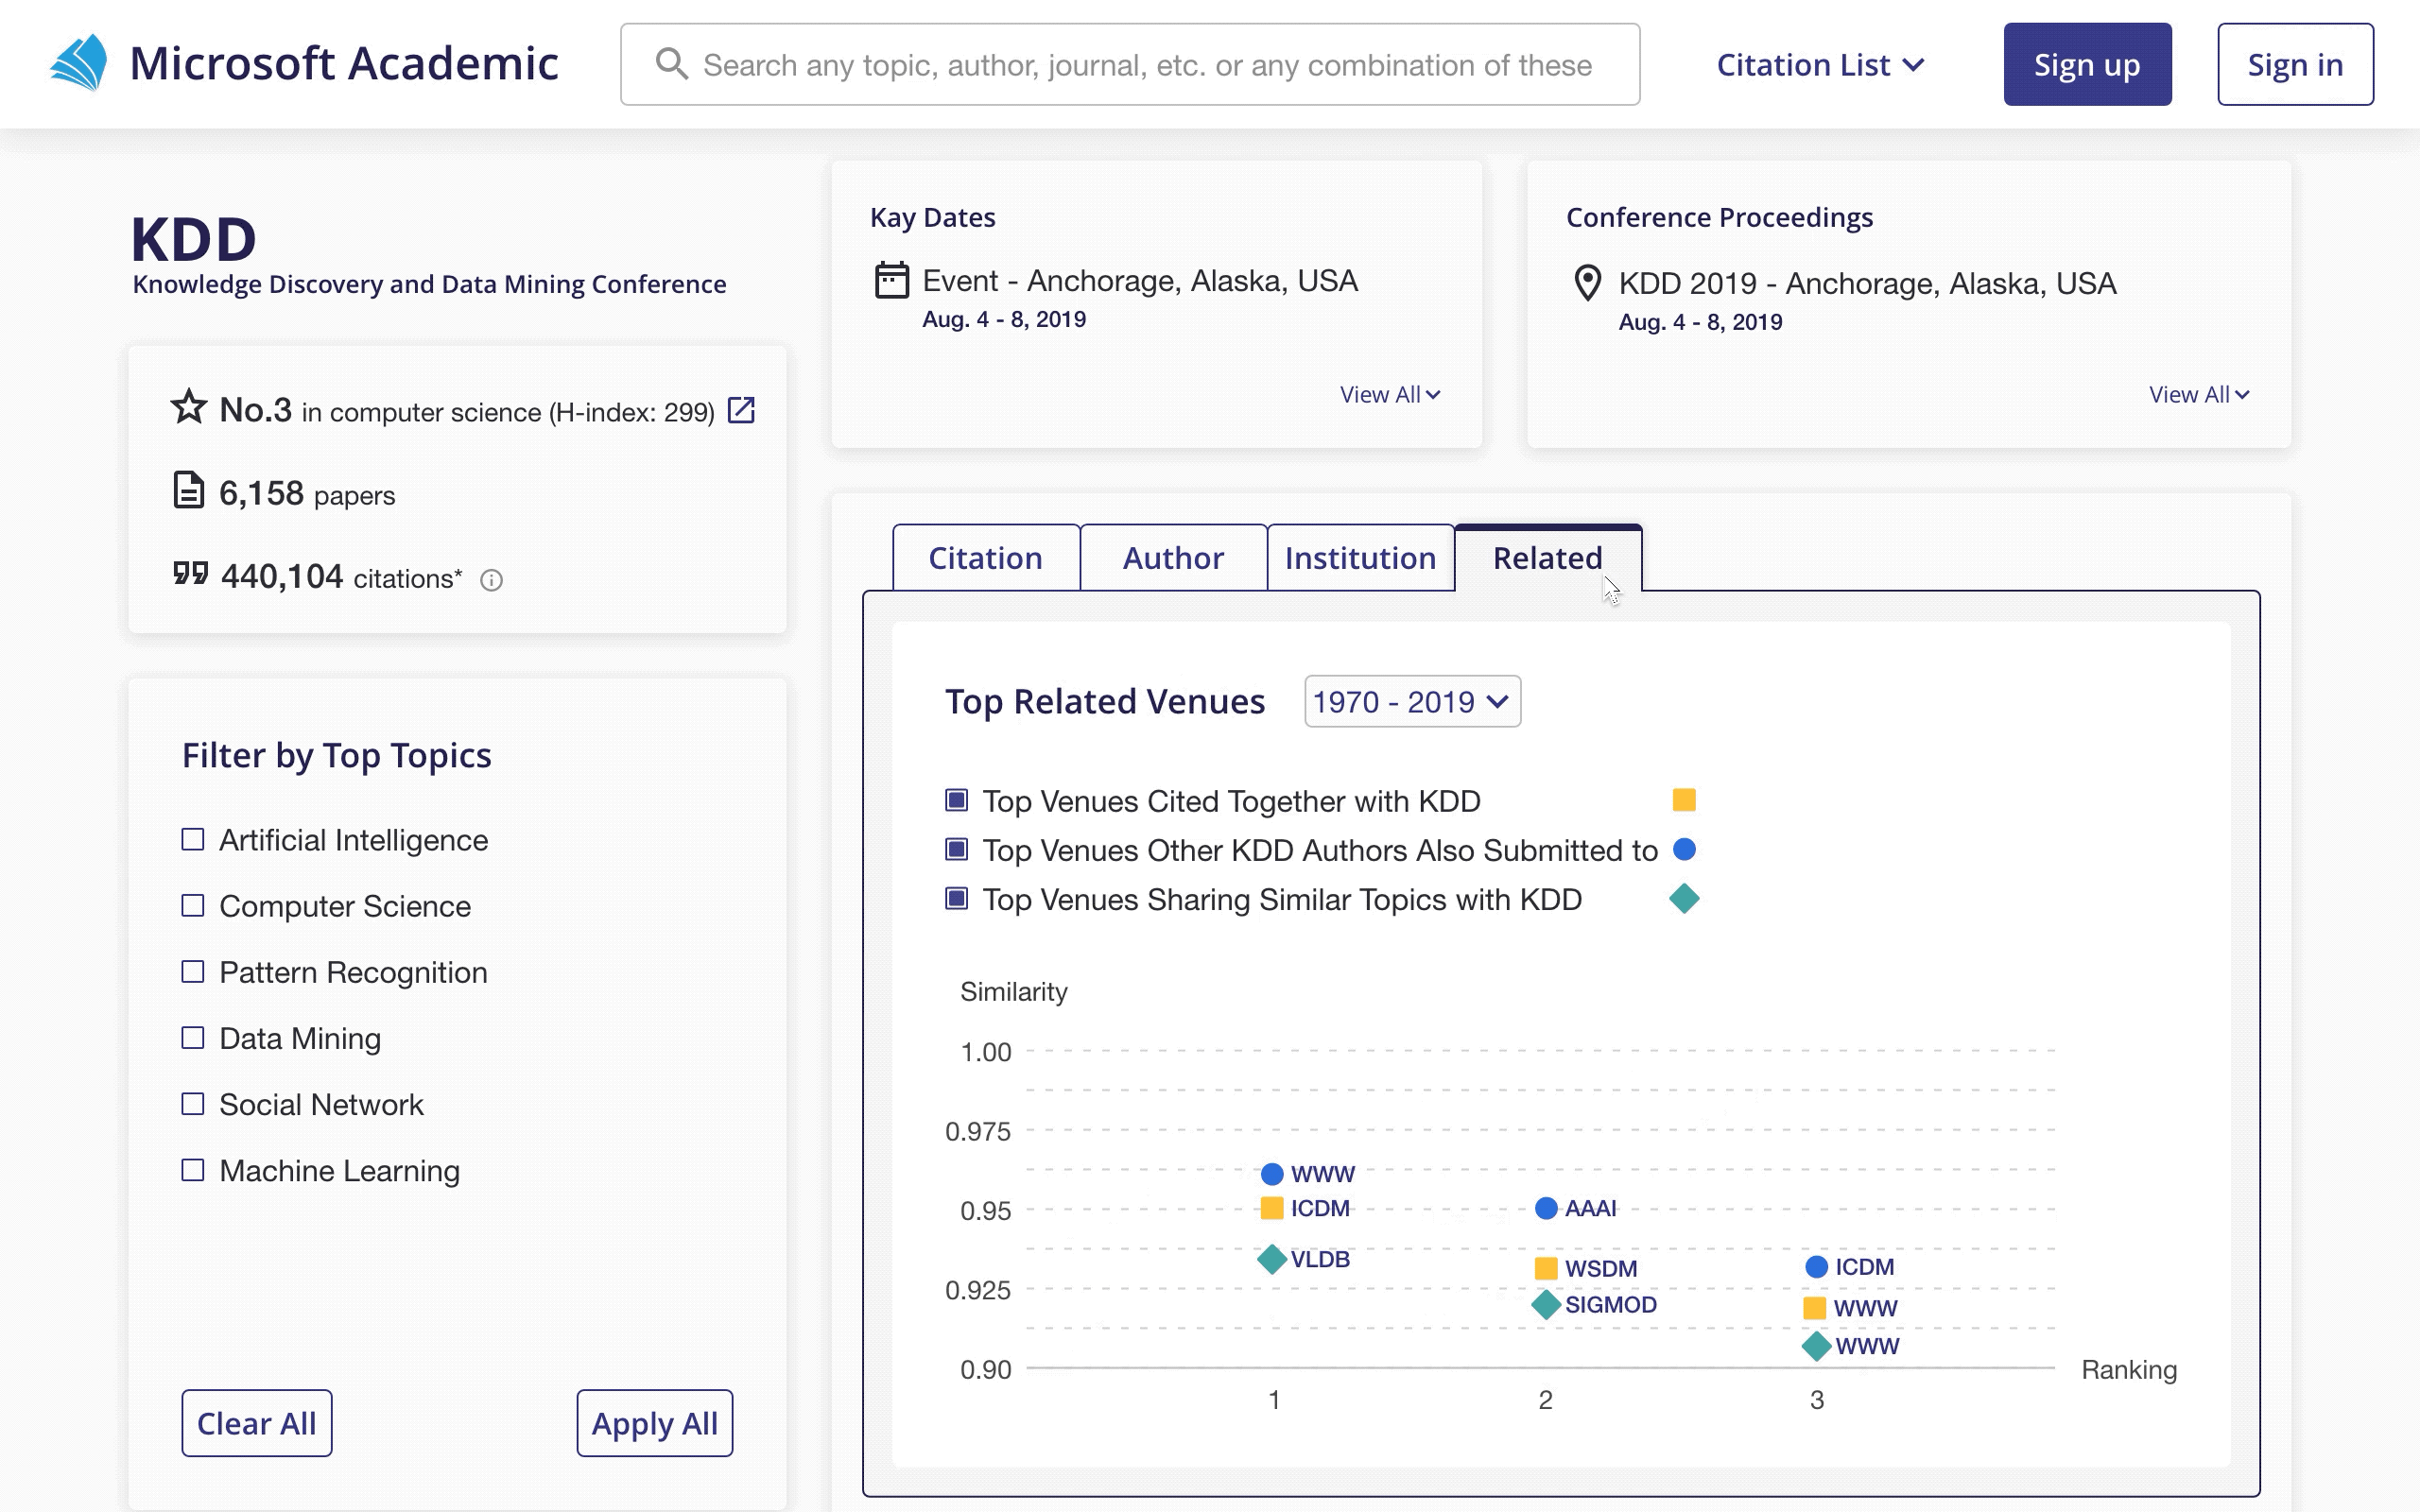 Microsoft Academic
Search any topic, author, journal, etc. or any combination of these
Citation List
Sign up
Sign in
KDD
Knowledge Discovery and Data Mining Conference
No.3 in computer science (H-index: 299)
6,158 papers
440,104 citations*
Filter by Top Topics
Artificial Intelligence
Computer Science
Pattern Recognition
Data Mining
Social Network
Machine Learning
Clear All
Apply All
Kay Dates
Event - Anchorage, Alaska, USA
Aug. 4 - 8, 2019
View All
Conference Proceedings
KDD 2019 - Anchorage, Alaska, USA
Aug. 4 - 8, 2019
View All
Citation
Author
Institution
Related
Top Related Venues
1970 - 2019
Top Venues Cited Together with KDD
Top Venues Other KDD Authors Also Submitted to
Top Venues Sharing Similar Topics with KDD
Similarity
1.00
0.975
WWW
0.95
ICDM
AAAI
VLDB
WSDM
ICDM
0.925
SIGMOD
WWW
WWW
0.90
Ranking
1
2
3